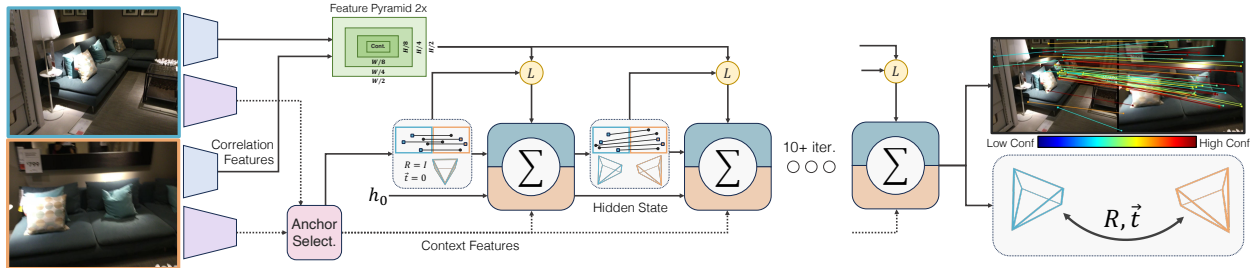 Feature Pyramid 2x
Cont.
H/8
H/4
H/2
W/8
W/4
W/2
L
L
L
Correlation
Features
R = I
t⃗ = 0
Σ
Σ
10+ iter.
Σ
Low Conf
High Conf
h₀
Hidden State
Anchor
Select.
Context Features
R, t⃗